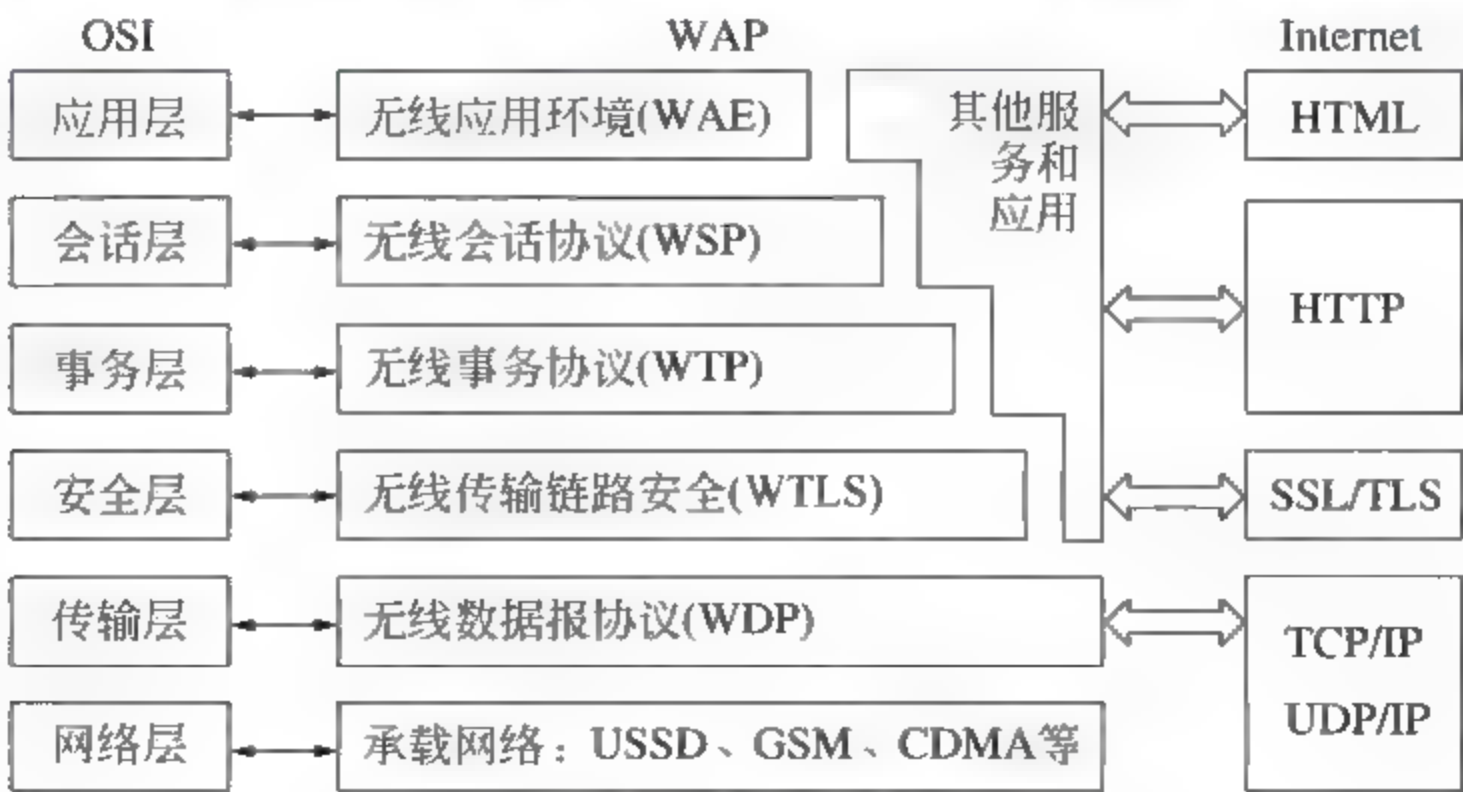 OSI
WAP
Internet
应用层
无线应用环境(WAE)
其他服
务和
应用
HTML
会话层
无线会话协议(WSP)
HTTP
事务层
无线事务协议(WTP)
安全层
无线传输链路安全(WTLS)
SSL/TLS
传输层
无线数据报协议(WDP)
TCP/IP
UDP/IP
网络层
承载网络：USSD、GSM、CDMA等